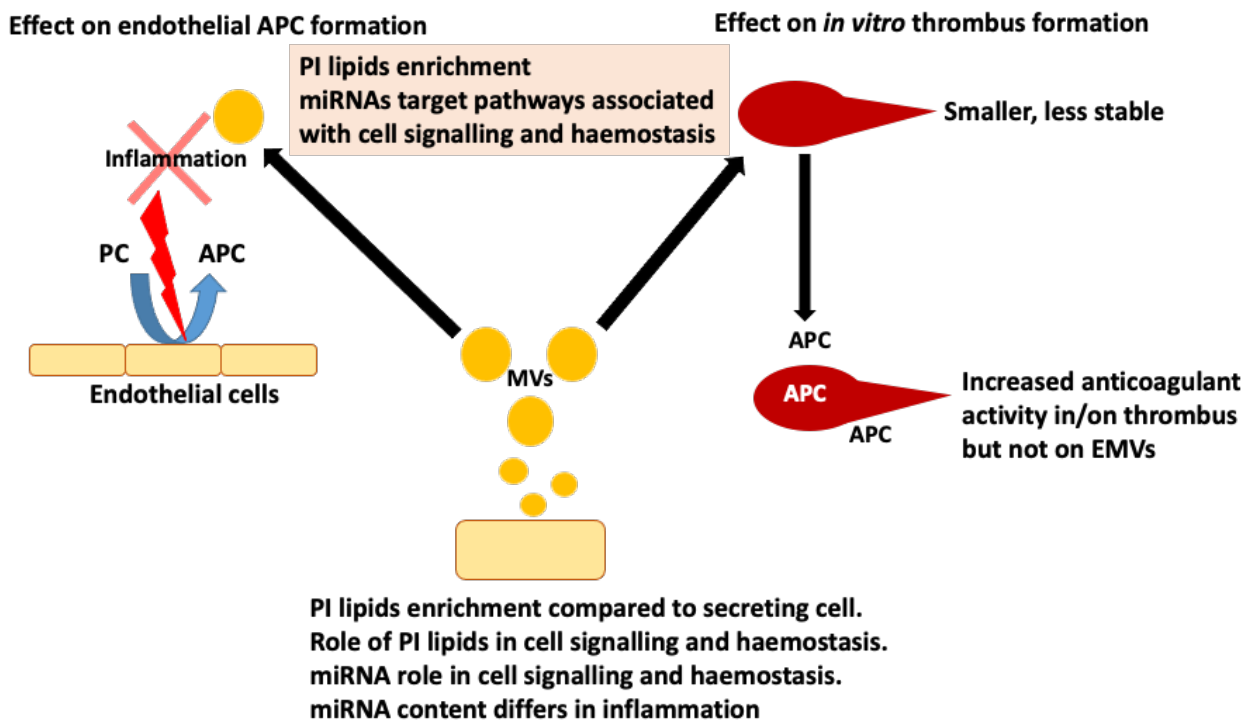 Effect on endothelial APC formation
Effect on in vitro thrombus formation
PI lipids enrichment
miRNAs target pathways associated
with cell signalling and haemostasis
Smaller, less stable
Inflammation
PC
APC
Endothelial cells
MVs
APC
APC
APC
Increased anticoagulant
activity in/on thrombus
but not on EMVs
PI lipids enrichment compared to secreting cell.
Role of PI lipids in cell signalling and haemostasis.
miRNA role in cell signalling and haemostasis.
miRNA content differs in inflammation